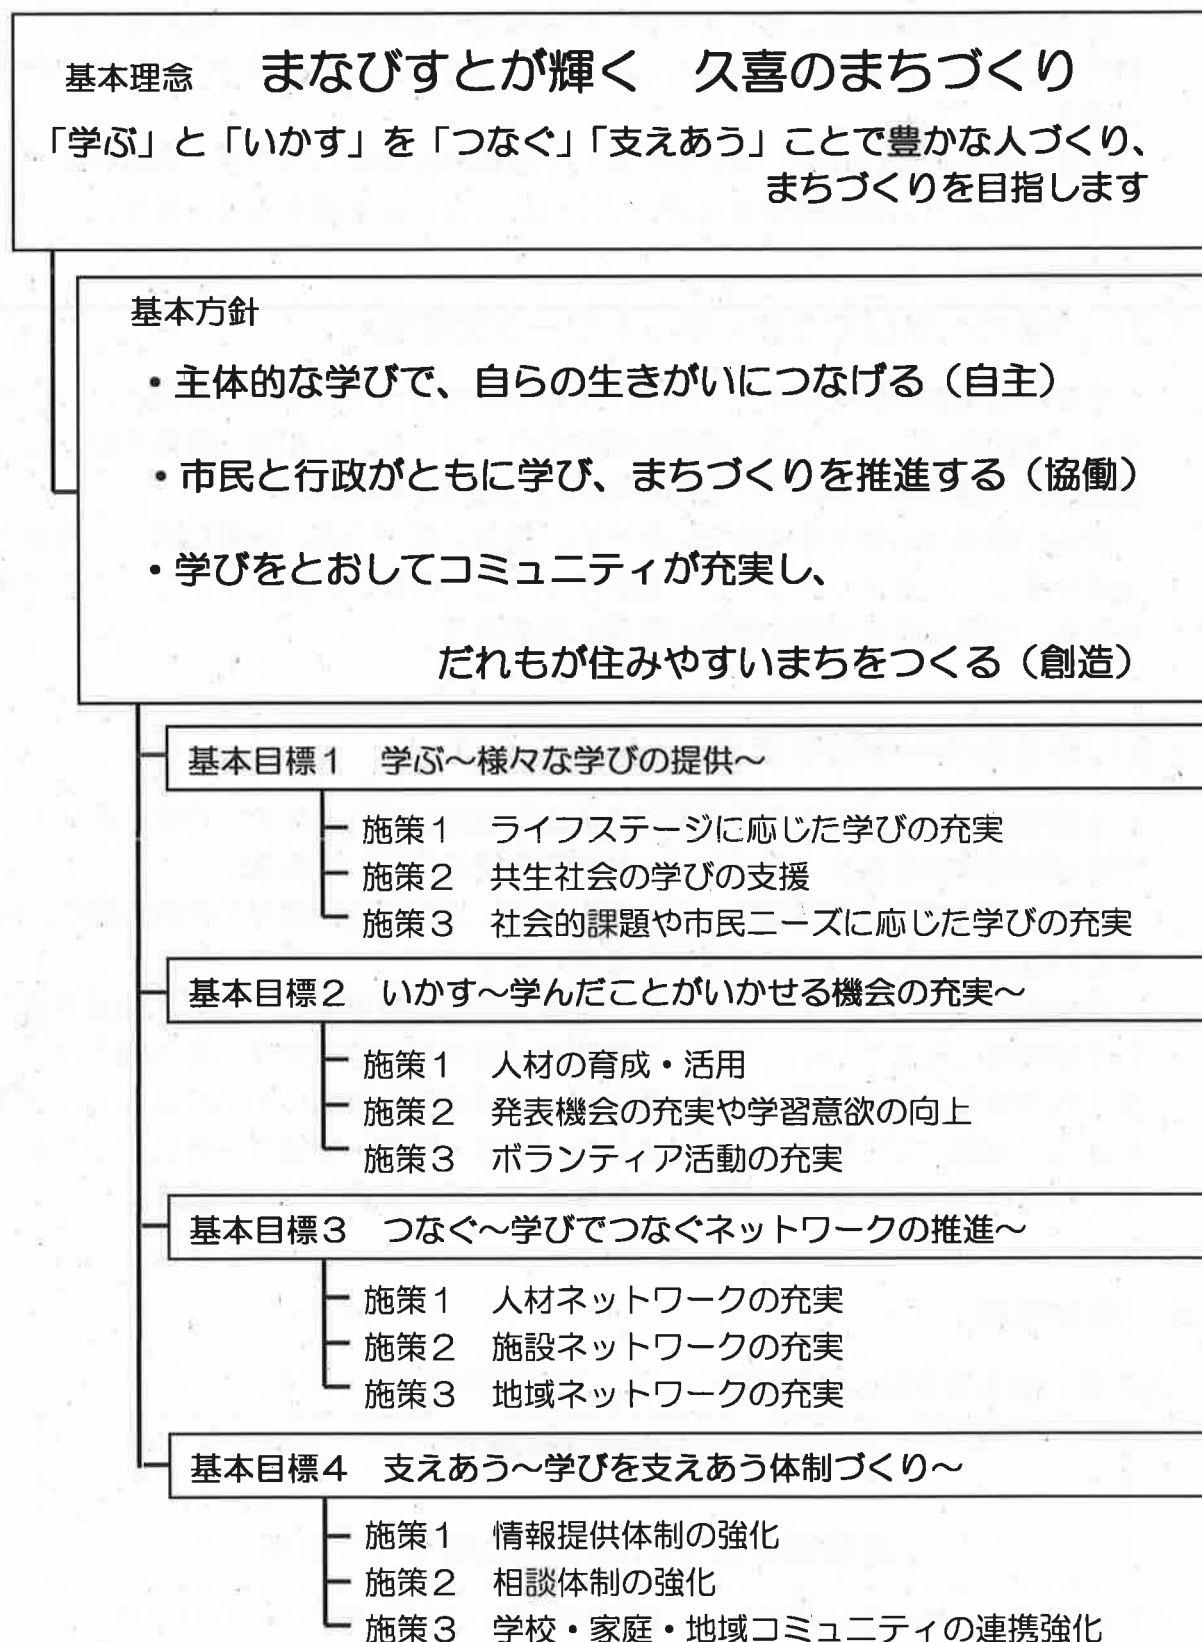 基本理念　まなびすとが輝く　久喜のまちづくり
「学ぶ」と「いかす」を「つなぐ」「支えあう」ことで豊かな人づくり、
まちづくりを目指します
基本方針
・主体的な学びで、自らの生きがいにつなげる（自主）
・市民と行政がともに学び、まちづくりを推進する（協働）
・学びをとおしてコミュニティが充実し、
だれもが住みやすいまちをつくる（創造）
基本目標１　学ぶ～様々な学びの提供～
施策１　ライフステージに応じた学びの充実
施策２　共生社会の学びの支援
施策３　社会的課題や市民ニーズに応じた学びの充実
基本目標２　いかす～学んだことがいかせる機会の充実～
施策１　人材の育成・活用
施策２　発表機会の充実や学習意欲の向上
施策３　ボランティア活動の充実
基本目標３　つなぐ～学びでつなぐネットワークの推進～
施策１　人材ネットワークの充実
施策２　施設ネットワークの充実
施策３　地域ネットワークの充実
基本目標４　支えあう～学びを支えあう体制づくり～
施策１　情報提供体制の強化
施策２　相談体制の強化
施策３　学校・家庭・地域コミュニティの連携強化